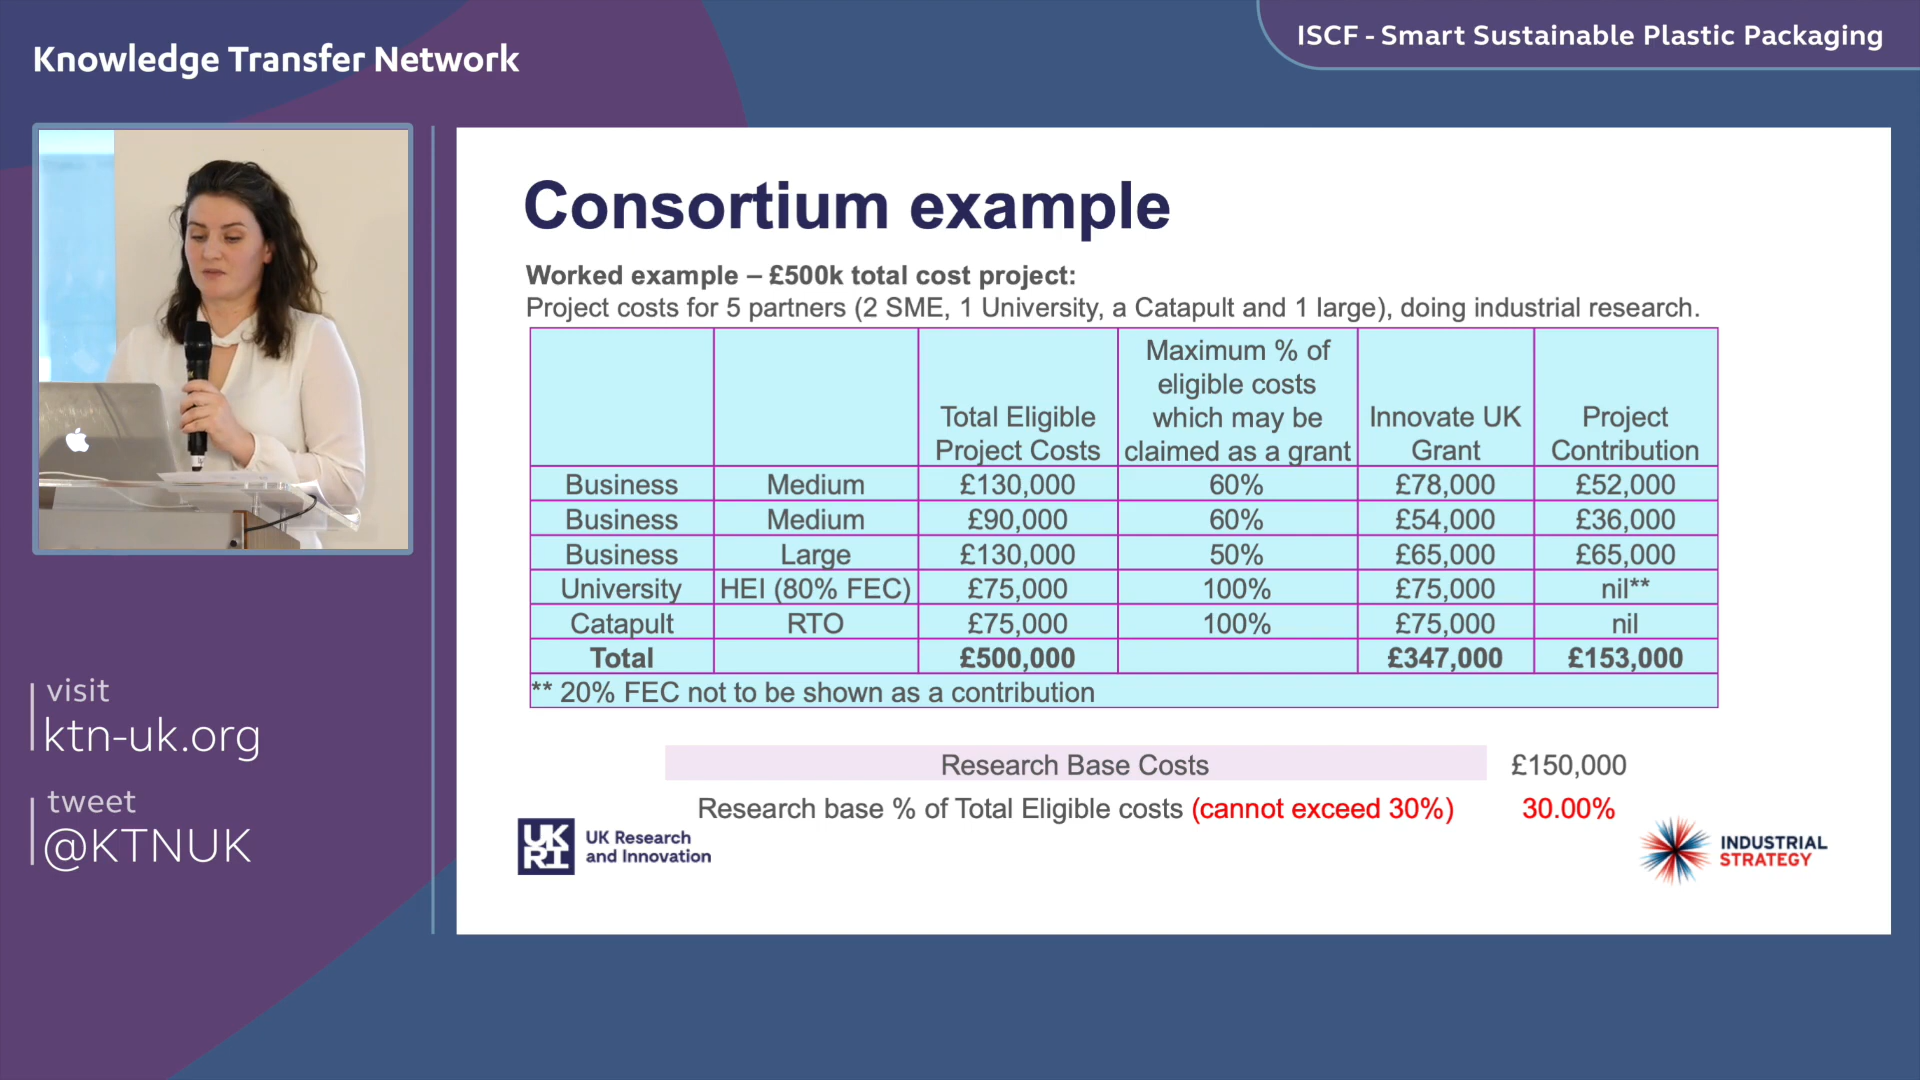 Knowledge Transfer Network
ISCF - Smart Sustainable Plastic Packaging
Consortium example
Worked example – £500k total cost project:
Project costs for 5 partners (2 SME, 1 University, a Catapult and 1 large), doing industrial research.
Total Eligible
Project Costs
Maximum % of
eligible costs
which may be
claimed as a grant
Innovate UK
Grant
Project
Contribution
Business Medium £130,000 60% £78,000 £52,000
Business Medium £90,000 60% £54,000 £36,000
Business Large £130,000 50% £65,000 £65,000
University HEI (80% FEC) £75,000 100% £75,000 nil**
Catapult RTO £75,000 100% £75,000 nil
Total £500,000 £347,000 £153,000
** 20% FEC not to be shown as a contribution
Research Base Costs £150,000
Research base % of Total Eligible costs (cannot exceed 30%) 30.00%
UK
RI
UK Research
and Innovation
INDUSTRIAL
STRATEGY
visit
ktn-uk.org
tweet
@KTNUK